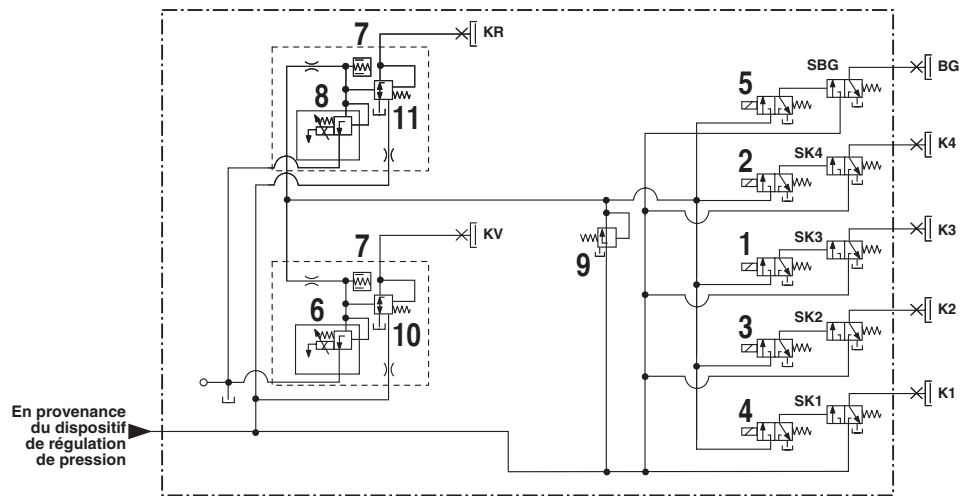 7
KR
8
11
7
KV
6
10
9
5
SBG
BG
2
SK4
K4
1
SK3
K3
3
SK2
K2
4
SK1
K1
En provenance
du dispositif
de régulation
de pression